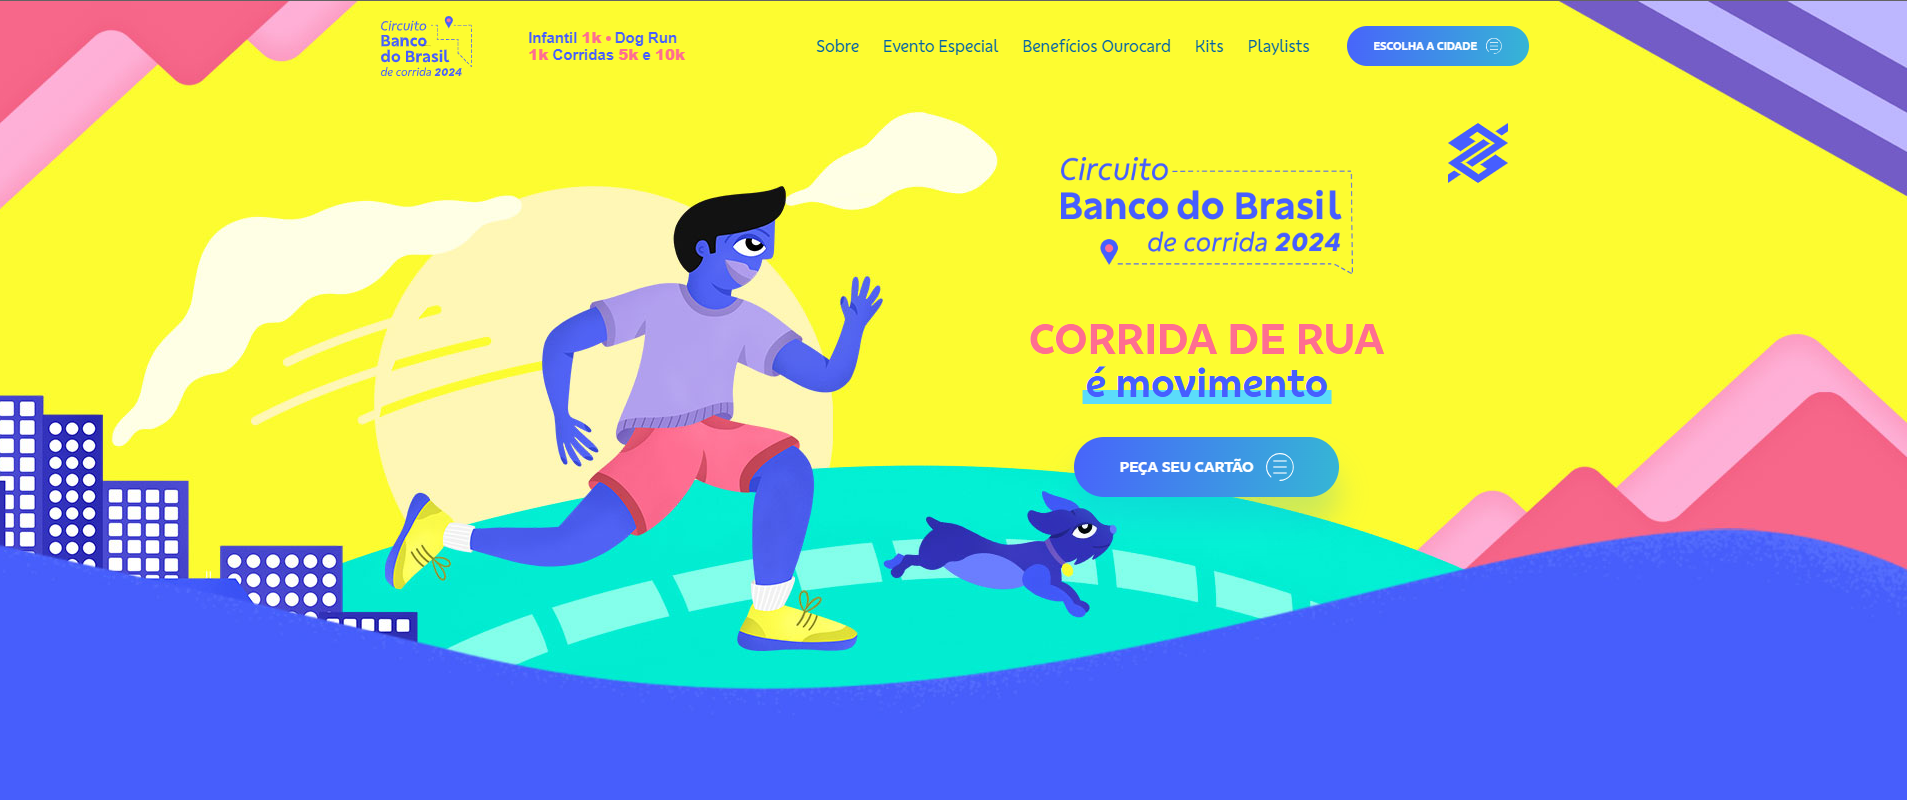 Circuito
Banco
do Brasil
de corrida 2024
Infantil 1k • Dog Run
1k Corridas 5k e 10k
Sobre
Evento Especial
Benefícios Ourocard
Kits
Playlists
ESCOLHA A CIDADE
Circuito
Banco do Brasil
de corrida 2024
CORRIDA DE RUA
é movimento
PEÇA SEU CARTÃO